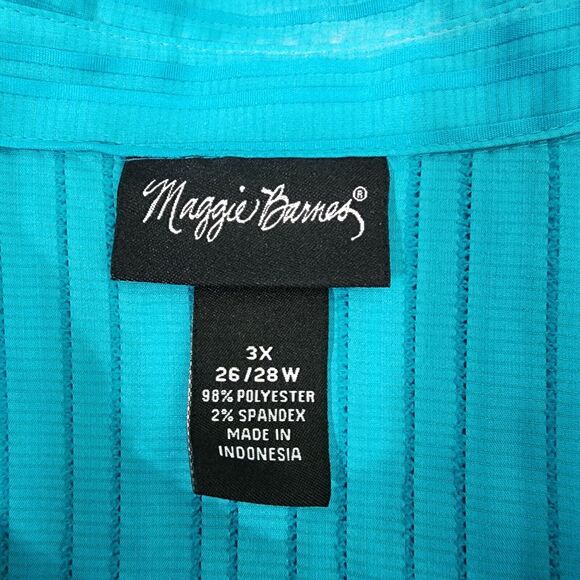 Maggie Barnes®
3X
26/28W
98% POLYESTER
2% SPANDEX
MADE IN
INDONESIA